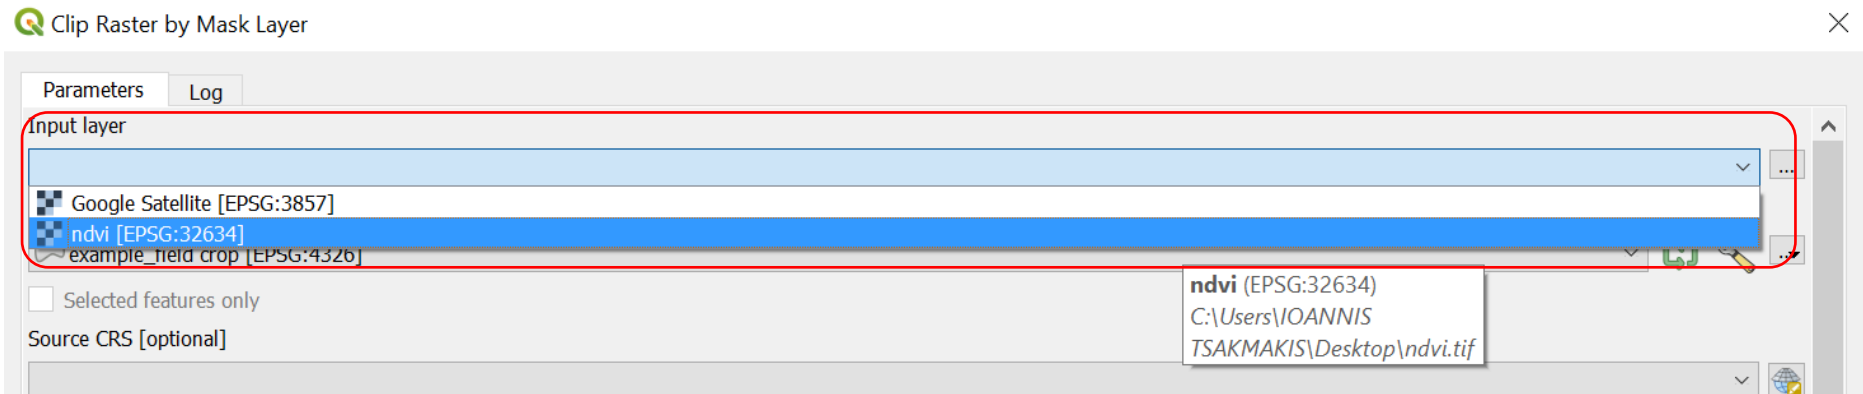 Clip Raster by Mask Layer
Parameters
Log
Input layer
...
Google Satellite [EPSG:3857]
ndvi [EPSG:32634]
example_field crop [EPSG:4326]
...
Selected features only
ndvi (EPSG:32634)
C:\Users\IOANNIS
TSAKMAKIS\Desktop\ndvi.tif
Source CRS [optional]